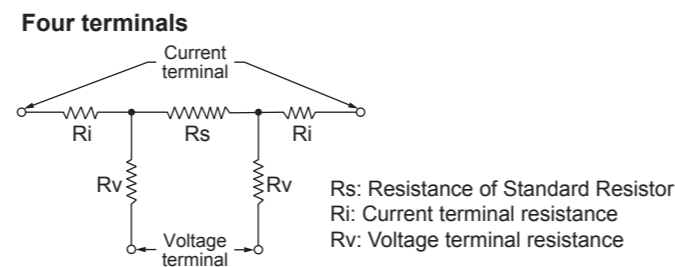 Four terminals
Current
terminal
Ri
Rs
Ri
Rv
Rv
Rs: Resistance of Standard Resistor
Ri: Current terminal resistance
Rv: Voltage terminal resistance
Voltage
terminal